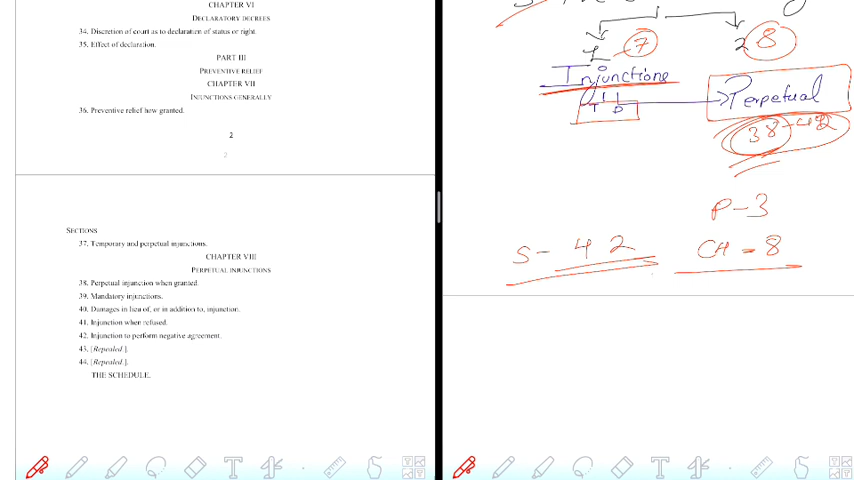 CHAPTER VI
DECLARATORY DECREES
34. Discretion of court as to declaration of status or right.
35. Effect of declaration.
PART III
PREVENTIVE RELIEF
CHAPTER VII
INJUNCTIONS GENERALLY
36. Preventive relief how granted.
2
2
SECTIONS
37. Temporary and perpetual injunctions.
CHAPTER VIII
PERPETUAL INJUNCTIONS
38. Perpetual injunction when granted.
39. Mandatory injunctions.
40. Damages in lieu of, or in addition to, injunction.
41. Injunction when refused.
42. Injunction to perform negative agreement.
43. [Repealed.].
44. [Repealed.].
THE SCHEDULE.
1 7
2 8
Injunctions
T P
Perpetual
38-42
P-3
S- 42
CH = 8